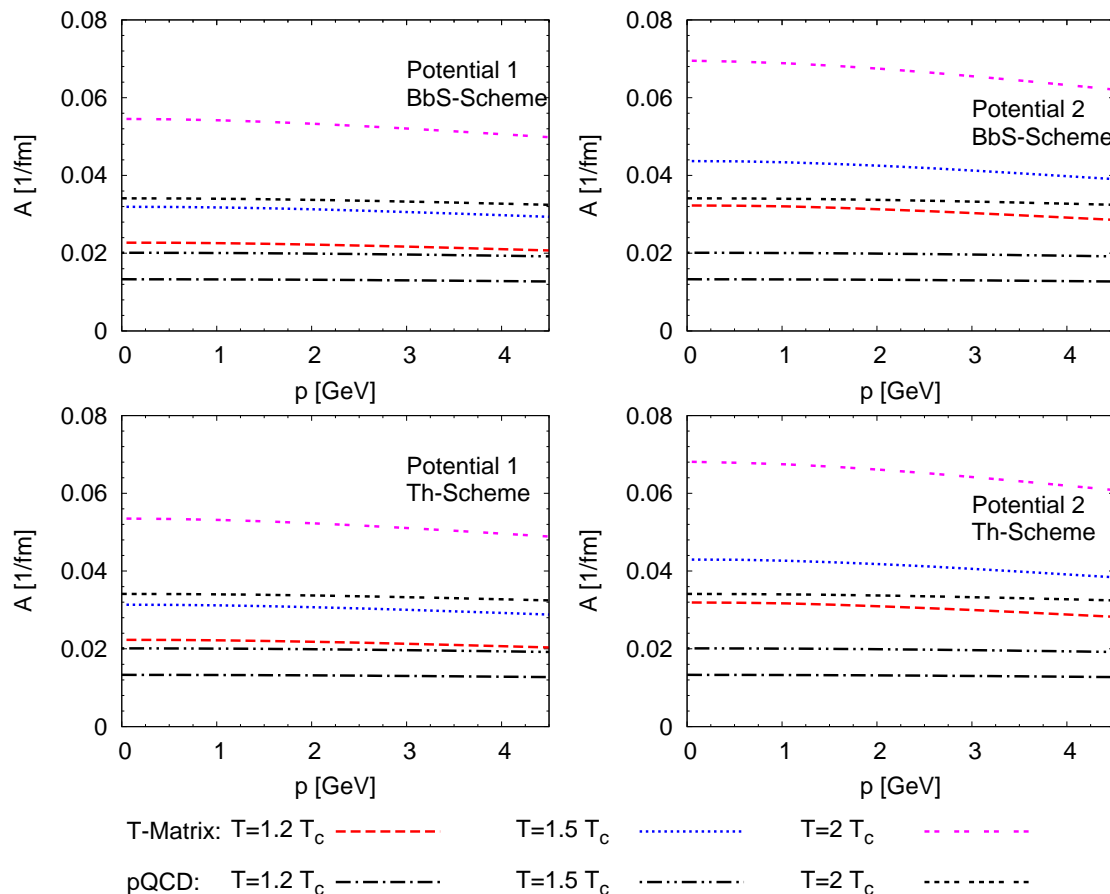 0.08
0.06
0.04
0.02
0
A [1/fm]
0 1 2 3 4
p [GeV]
Potential 1
BbS-Scheme
0.08
0.06
0.04
0.02
0
A [1/fm]
0 1 2 3 4
p [GeV]
Potential 2
BbS-Scheme
0.08
0.06
0.04
0.02
0
A [1/fm]
0 1 2 3 4
p [GeV]
Potential 1
Th-Scheme
0.08
0.06
0.04
0.02
0
A [1/fm]
0 1 2 3 4
p [GeV]
Potential 2
Th-Scheme
T-Matrix: T=1.2 T_c T=1.5 T_c T=2 T_c
pQCD: T=1.2 T_c T=1.5 T_c T=2 T_c